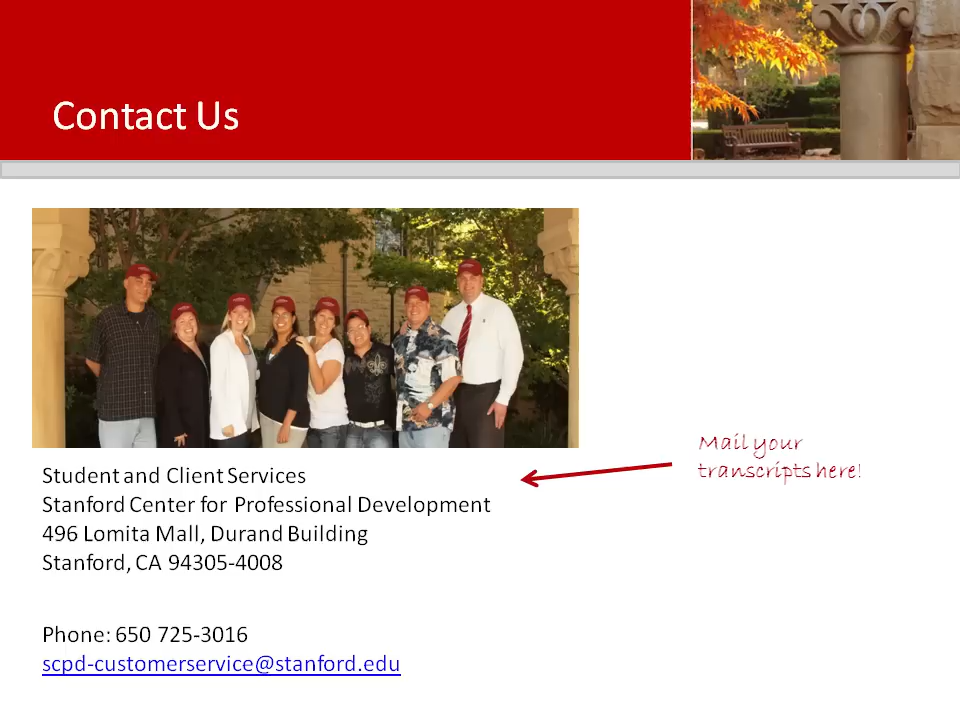 Contact Us
Mail your
transcripts here!
Student and Client Services
Stanford Center for Professional Development
496 Lomita Mall, Durand Building
Stanford, CA 94305-4008
Phone: 650 725-3016
scpd-customerservice@stanford.edu